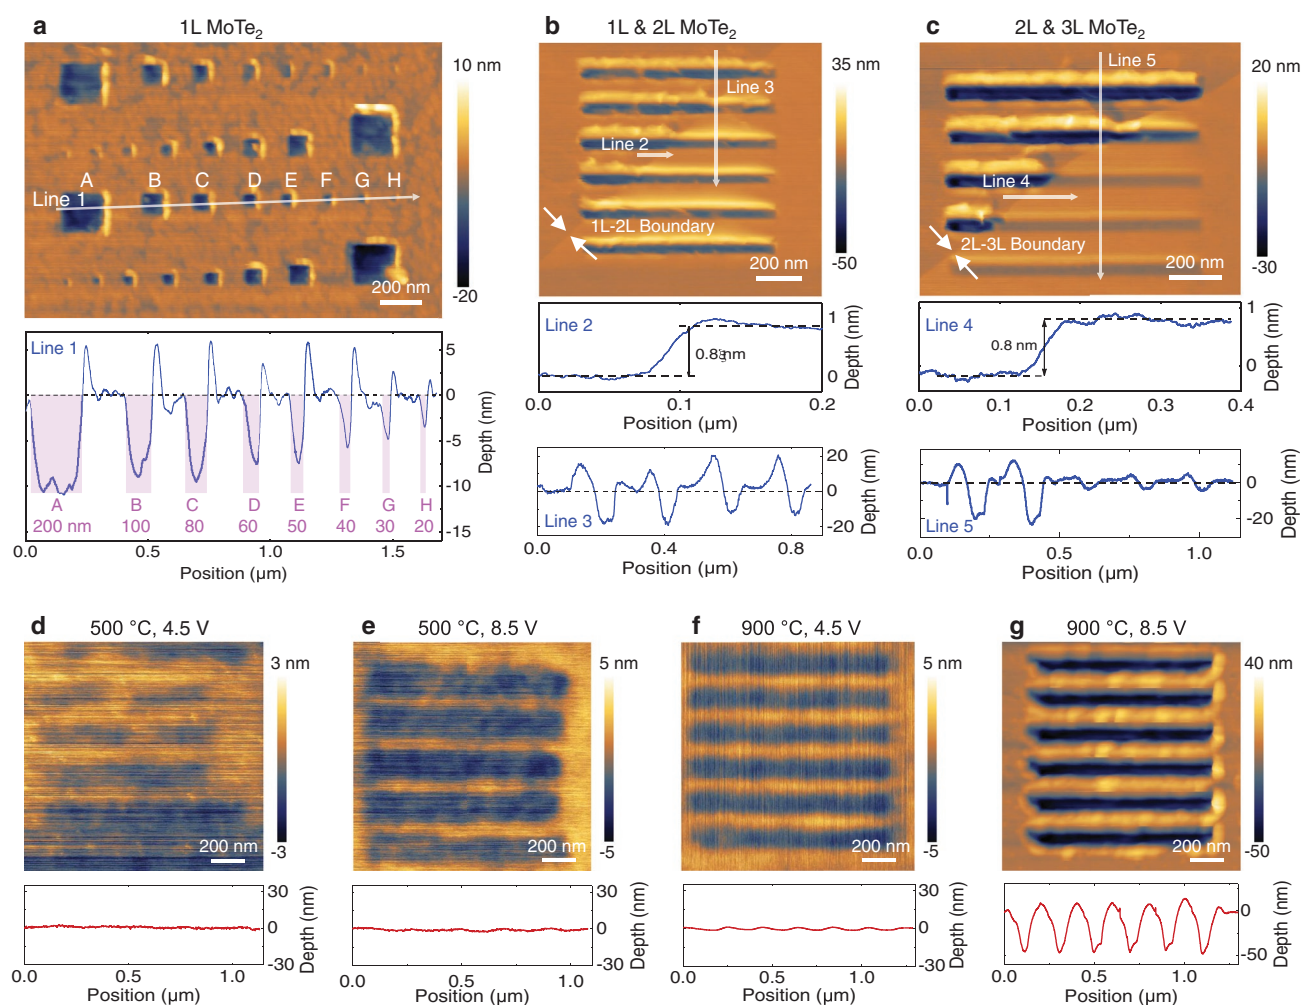 a
1L MoTe2
10 nm
-20
A
B
C
D
E
F
G
H
Line 1
200 nm
Line 1
5
0
-5
-10
-15
Depth (nm)
A
B
C
D
E
F
G
H
200 nm
100
80
60
50
40
30
20
0.0
0.5
1.0
1.5
Position (µm)
b
1L & 2L MoTe2
35 nm
-50
Line 3
Line 2
1L-2L Boundary
200 nm
Line 2
0.8 nm
1
0
Depth (nm)
0.0
0.1
0.2
Position (µm)
Line 3
20
0
-20
Depth (nm)
0.0
0.4
0.8
Position (µm)
c
2L & 3L MoTe2
20 nm
-30
Line 5
Line 4
2L-3L Boundary
200 nm
Line 4
0.8 nm
1
0
Depth (nm)
0.0
0.1
0.2
0.3
0.4
Position (µm)
Line 5
0
-20
Depth (nm)
0.0
0.5
1.0
Position (µm)
d
500 °C, 4.5 V
3 nm
-3
200 nm
30
0
-30
Depth (nm)
0.0
0.5
1.0
Position (µm)
e
500 °C, 8.5 V
5 nm
-5
200 nm
30
0
-30
Depth (nm)
0.0
0.5
1.0
Position (µm)
f
900 °C, 4.5 V
5 nm
-5
200 nm
30
0
-30
Depth (nm)
0.0
0.5
1.0
Position (µm)
g
900 °C, 8.5 V
40 nm
-50
200 nm
0
-50
Depth (nm)
0.0
0.5
1.0
Position (µm)